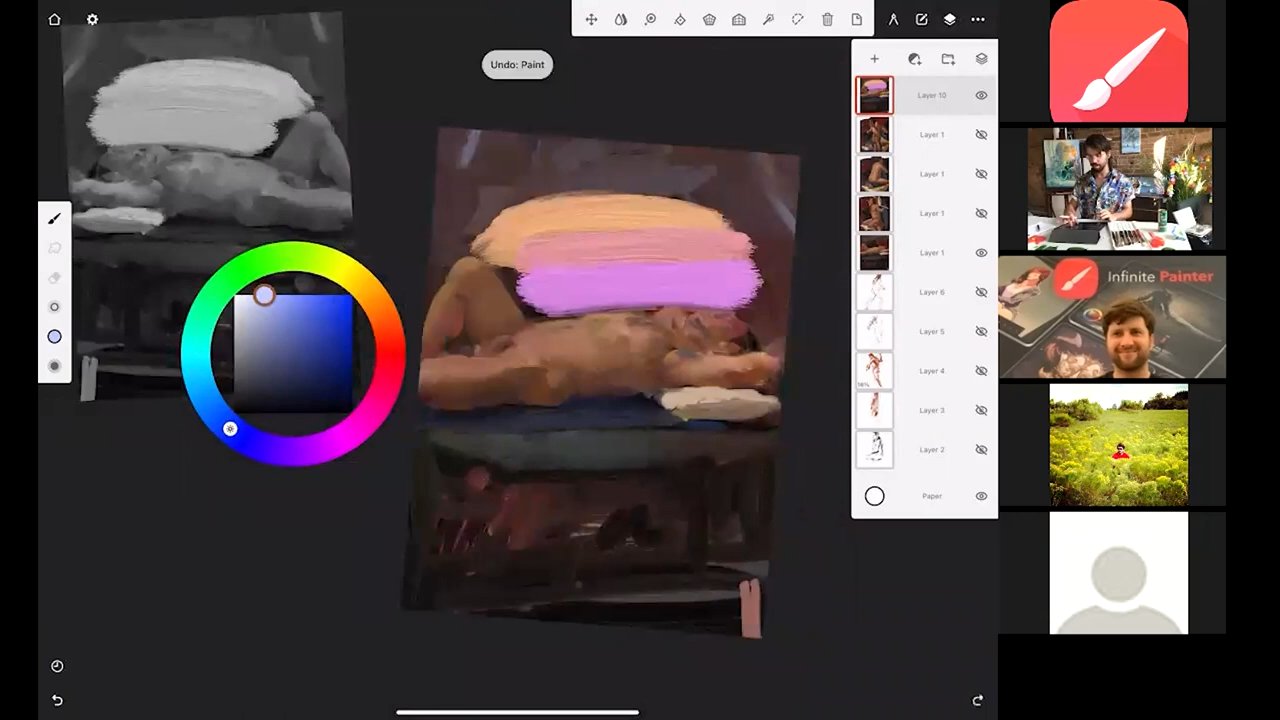 Undo: Paint
Layer 10
Layer 1
Layer 1
Layer 1
Layer 1
Layer 6
Layer 5
Layer 4
16%
Layer 3
Layer 2
Paper
Infinite Painter